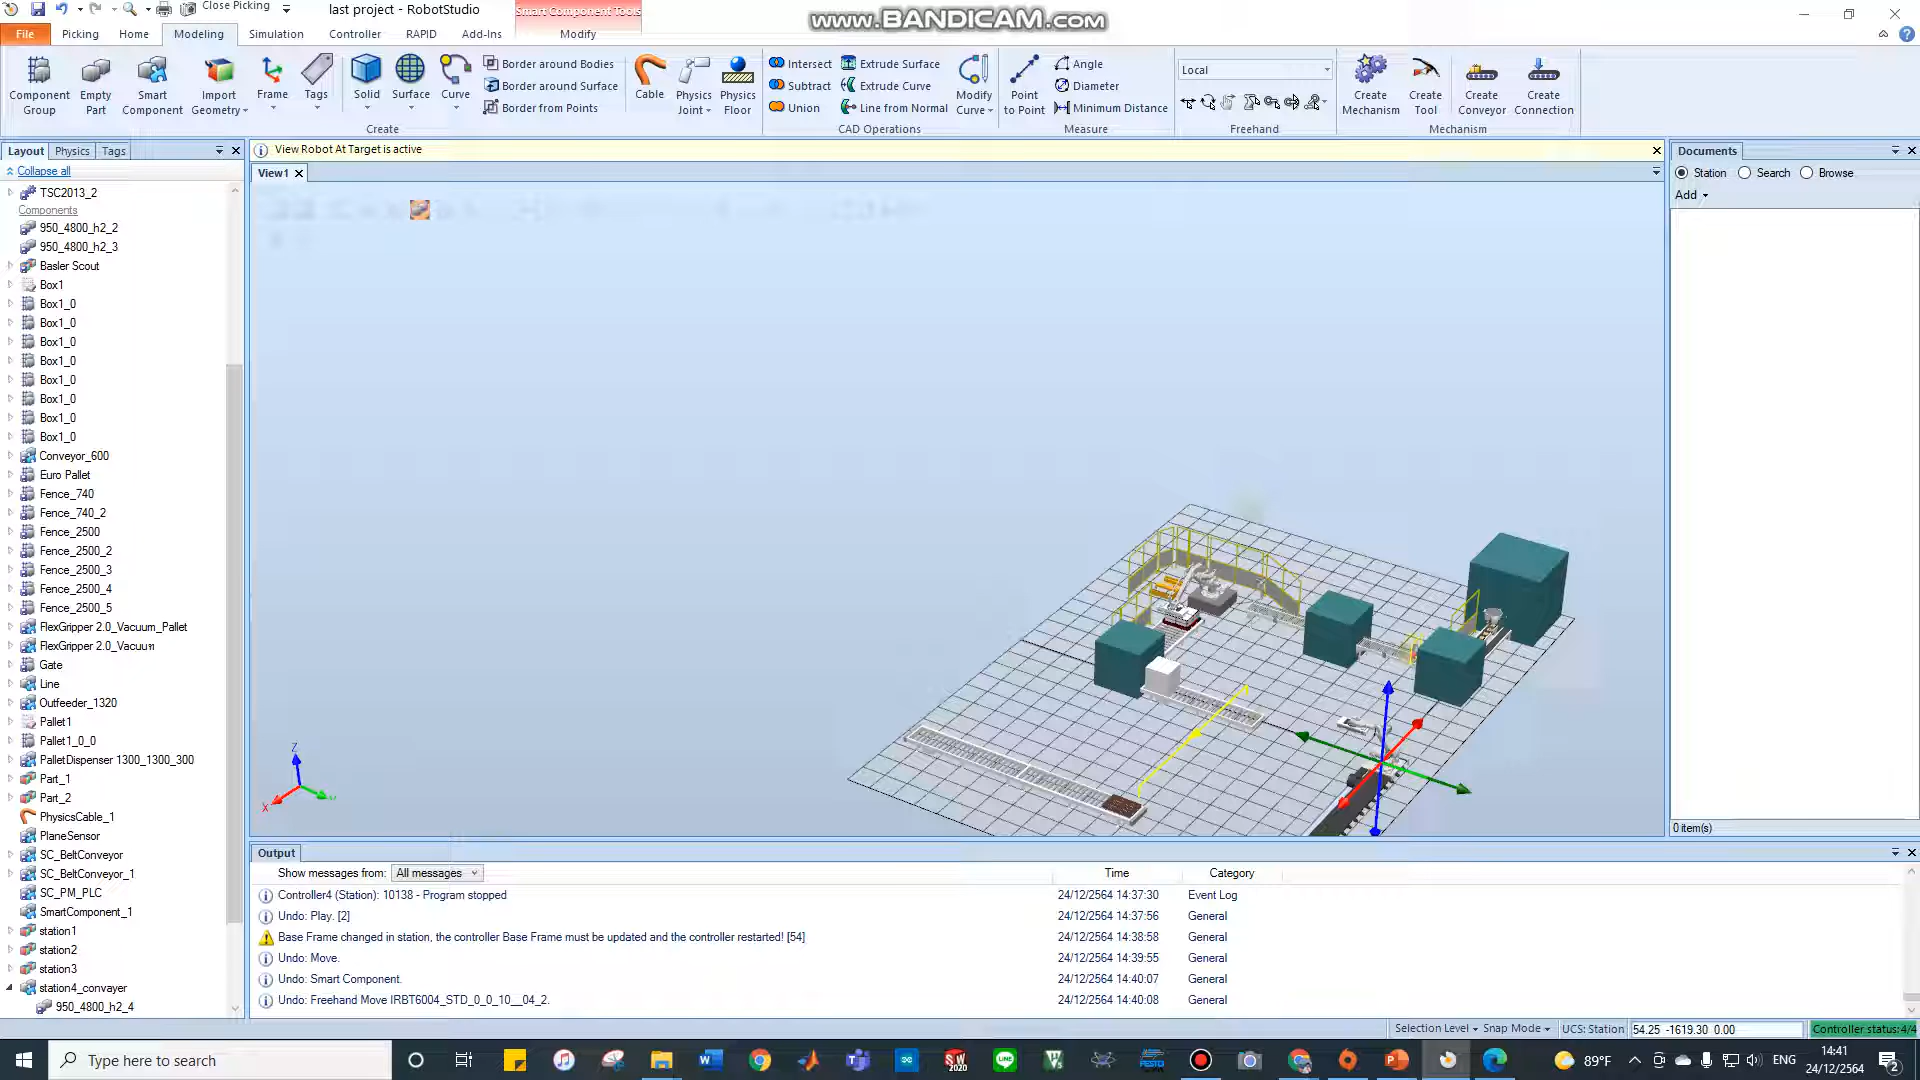 Close Picking
last project - RobotStudio
Smart Component Tools
www.BANDICAM.com
File
Picking
Home
Modeling
Simulation
Controller
RAPID
Add-Ins
Modify
Component Group
Empty Part
Smart Component
Import Geometry
Frame
Tags
Solid
Surface
Curve
Border around Bodies
Border around Surface
Border from Points
Create
Cable
Physics Joint
Physics Floor
Intersect
Subtract
Union
Extrude Surface
Extrude Curve
Line from Normal
Modify Curve
CAD Operations
Point to Point
Angle
Diameter
Minimum Distance
Measure
Local
Freehand
Create Mechanism
Create Tool
Create Conveyor
Create Connection
Mechanism
Layout
Physics
Tags
Collapse all
TSC2013_2
Components
950_4800_h2_2
950_4800_h2_3
Basler Scout
Box1
Box1_0
Box1_0
Box1_0
Box1_0
Box1_0
Box1_0
Box1_0
Box1_0
Conveyor_600
Euro Pallet
Fence_740
Fence_740_2
Fence_2500
Fence_2500_2
Fence_2500_3
Fence_2500_4
Fence_2500_5
FlexGripper 2.0_Vacuum_Pallet
Gate
Line
Outfeeder_1320
Pallet1
Pallet1_0_0
PalletDispenser 1300_1300_300
Part_1
Part_2
PhysicsCable_1
PlaneSensor
SC_BeltConveyor
SC_BeltConveyor_1
SC_PM_PLC
SmartComponent_1
station1
station2
station3
station4_convayer
950_4800_h2_4
View Robot At Target is active
View1
Z
X
Documents
Station
Search
Browse
Add
0 item(s)
Output
Show messages from:
All messages
Time
Category
Controller4 (Station): 10138 - Program stopped 24/12/2564 14:37:30 Event Log
Undo: Play. [2] 24/12/2564 14:37:56 General
Base Frame changed in station, the controller Base Frame must be updated and the controller restarted! [54] 24/12/2564 14:38:58 General
Undo: Move. 24/12/2564 14:39:55 General
Undo: Smart Component. 24/12/2564 14:40:07 General
Undo: Freehand Move IRBT6004_STD_0_0_10__04_2. 24/12/2564 14:40:08 General
Selection Level
Snap Mode
UCS: Station
54.25 -1619.30 0.00
Controller status: 4/4
Type here to search
89°F
ENG
14:41
24/12/2564
2